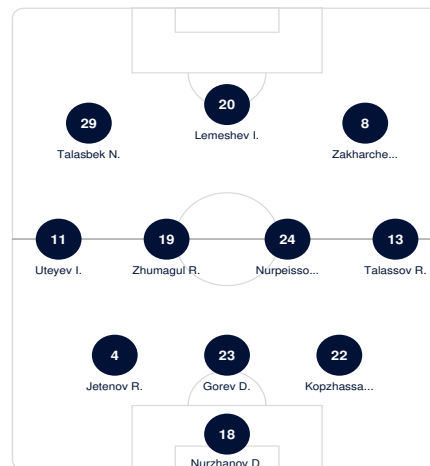 20
Lemeshev I.
29
Talasbek N.
8
Zakharche...
11
Uteyev I.
19
Zhumagul R.
24
Nurpeisso...
13
Talassov R.
4
Jetenov R.
23
Gorev D.
22
Kopzhassa...
18
Nurzhanov D.